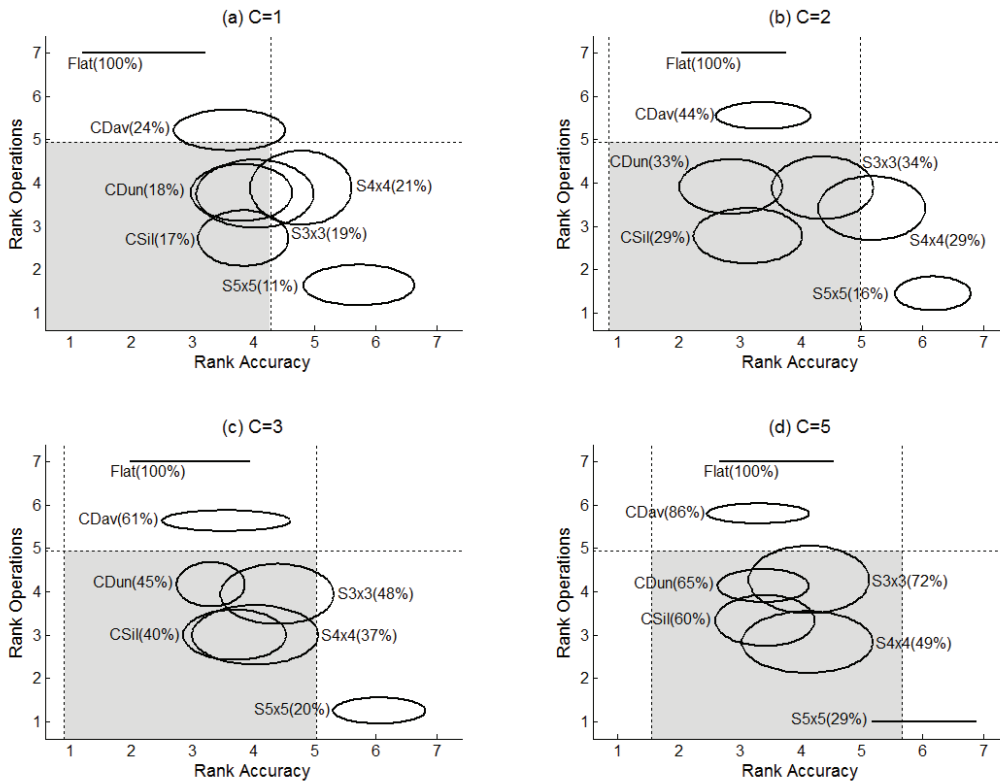 (a) C=1
7
6
5
4
3
2
1
Rank Operations
Flat(100%)
CDav(24%)
CDun(18%)
S4x4(21%)
CSil(17%)
S3x3(19%)
S5x5(11%)
1 2 3 4 5 6 7
Rank Accuracy
(b) C=2
7
6
5
4
3
2
1
Rank Operations
Flat(100%)
CDav(44%)
CDun(33%)
S3x3(34%)
CSil(29%)
S4x4(29%)
S5x5(16%)
1 2 3 4 5 6 7
Rank Accuracy
(c) C=3
7
6
5
4
3
2
1
Rank Operations
Flat(100%)
CDav(61%)
CDun(45%)
S3x3(48%)
CSil(40%)
S4x4(37%)
S5x5(20%)
1 2 3 4 5 6 7
Rank Accuracy
(d) C=5
7
6
5
4
3
2
1
Rank Operations
Flat(100%)
CDav(86%)
CDun(65%)
S3x3(72%)
CSil(60%)
S4x4(49%)
S5x5(29%)
1 2 3 4 5 6 7
Rank Accuracy